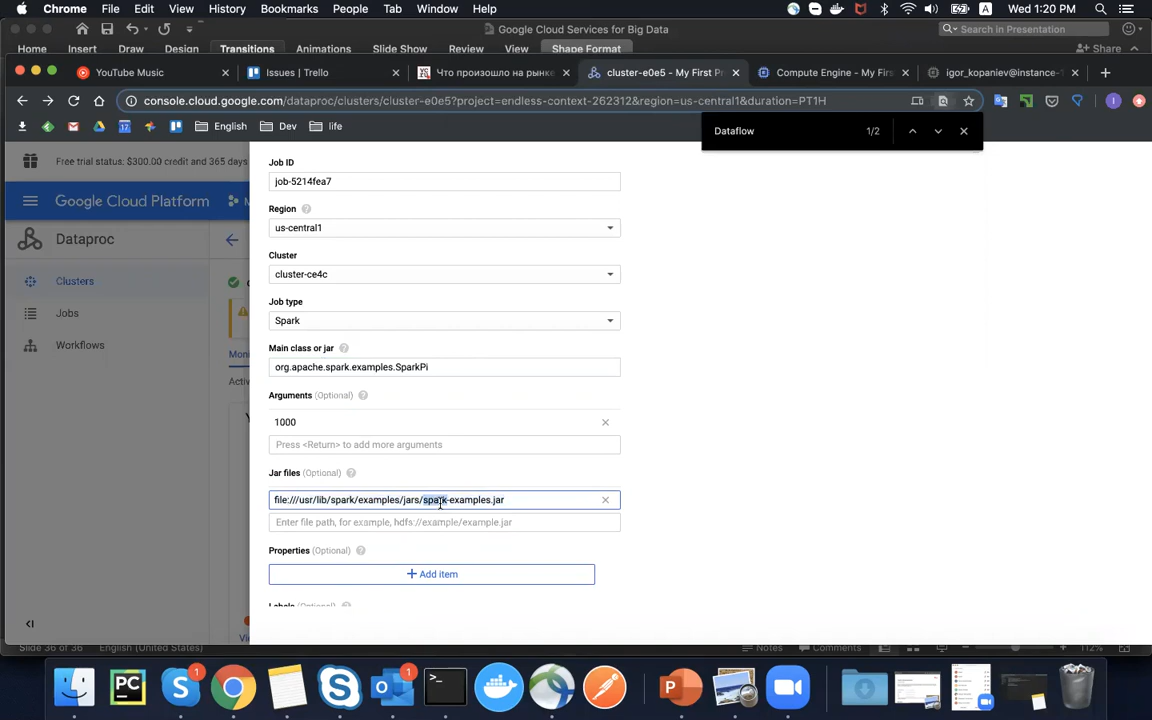 Chrome File Edit View History Bookmarks People Tab Window Help
A Wed 1:20 PM
Google Cloud Services for Big Data
Search in Presentation
Home Insert Draw Design Transitions Animations Slide Show Review View Shape Format
Share
YouTube Music
Issues | Trello
Что произошло на рынке
cluster-e0e5 - My First P
Compute Engine - My First
igor_kopaniev@instance-
console.cloud.google.com/dataproc/clusters/cluster-e0e5?project=endless-context-262312&region=us-central1&duration=PT1H
English Dev life
Dataflow 1/2
Free trial status: $300.00 credit and 365 days
Google Cloud Platform
Dataproc
Clusters
Jobs
Workflows
Job ID
job-5214fea7
Region
us-central1
Cluster
cluster-ce4c
Job type
Spark
Main class or jar
org.apache.spark.examples.SparkPi
Arguments (Optional)
1000
Press <Return> to add more arguments
Jar files (Optional)
file:///usr/lib/spark/examples/jars/spark-examples.jar
Enter file path, for example, hdfs://example/example.jar
Properties (Optional)
+ Add item
Labels (Optional)
Slide 36 of 36 English (United States)
Notes Comments 112%